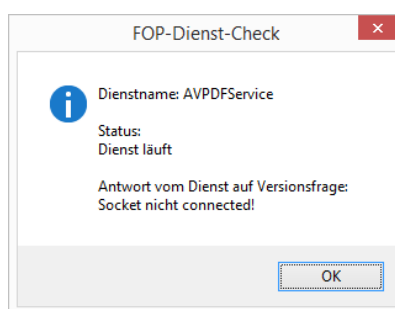 FOP-Dienst-Check
Dienstname: AVPDFService
Status:
Dienst läuft
Antwort vom Dienst auf Versionsfrage:
Socket nicht connected!
OK